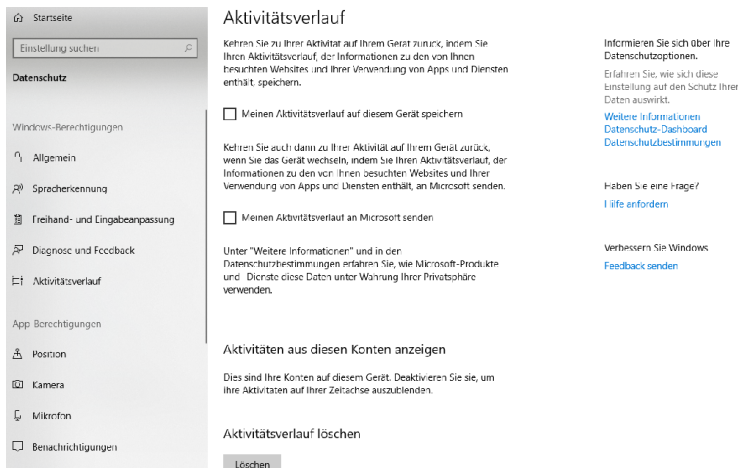 Startseite
Einstellung suchen
Datenschutz
Windows-Berechtigungen
Allgemein
Spracherkennung
Freihand- und Eingabeanpassung
Diagnose und Feedback
Aktivitätsverlauf
App-Berechtigungen
Position
Kamera
Mikrofon
Benachrichtigungen
Aktivitätsverlauf
Kehren Sie zu Ihrer Aktivität auf Ihrem Gerät zurück, indem Sie
Ihren Aktivitätsverlauf, der Informationen zu den von Ihnen
besuchten Websites und Ihrer Verwendung von Apps und Diensten
enthält, speichern.
Meinen Aktivitätsverlauf auf diesem Gerät speichern
Kehren Sie auch dann zu Ihrer Aktivität auf Ihrem Gerät zurück,
wenn Sie das Gerät wechseln, indem Sie Ihren Aktivitätsverlauf, der
Informationen zu den von Ihnen besuchten Websites und Ihrer
Verwendung von Apps und Diensten enthält, an Microsoft senden.
Meinen Aktivitätsverlauf an Microsoft senden
Unter "Weitere Informationen" und in den
Datenschutzbestimmungen erfahren Sie, wie Microsoft-Produkte
und -Dienste diese Daten unter Wahrung Ihrer Privatsphäre
verwenden.
Aktivitäten aus diesen Konten anzeigen
Dies sind Ihre Konten auf diesem Gerät. Deaktivieren Sie sie, um
ihre Aktivitäten auf Ihrer Zeitachse auszublenden.
Aktivitätsverlauf löschen
Löschen
Informieren Sie sich über Ihre
Datenschutzoptionen.
Erfahren Sie, wie sich diese
Einstellung auf den Schutz Ihrer
Daten auswirkt.
Weitere Informationen
Datenschutz-Dashboard
Datenschutzbestimmungen
Haben Sie eine Frage?
Hilfe anfordern
Verbessern Sie Windows
Feedback senden